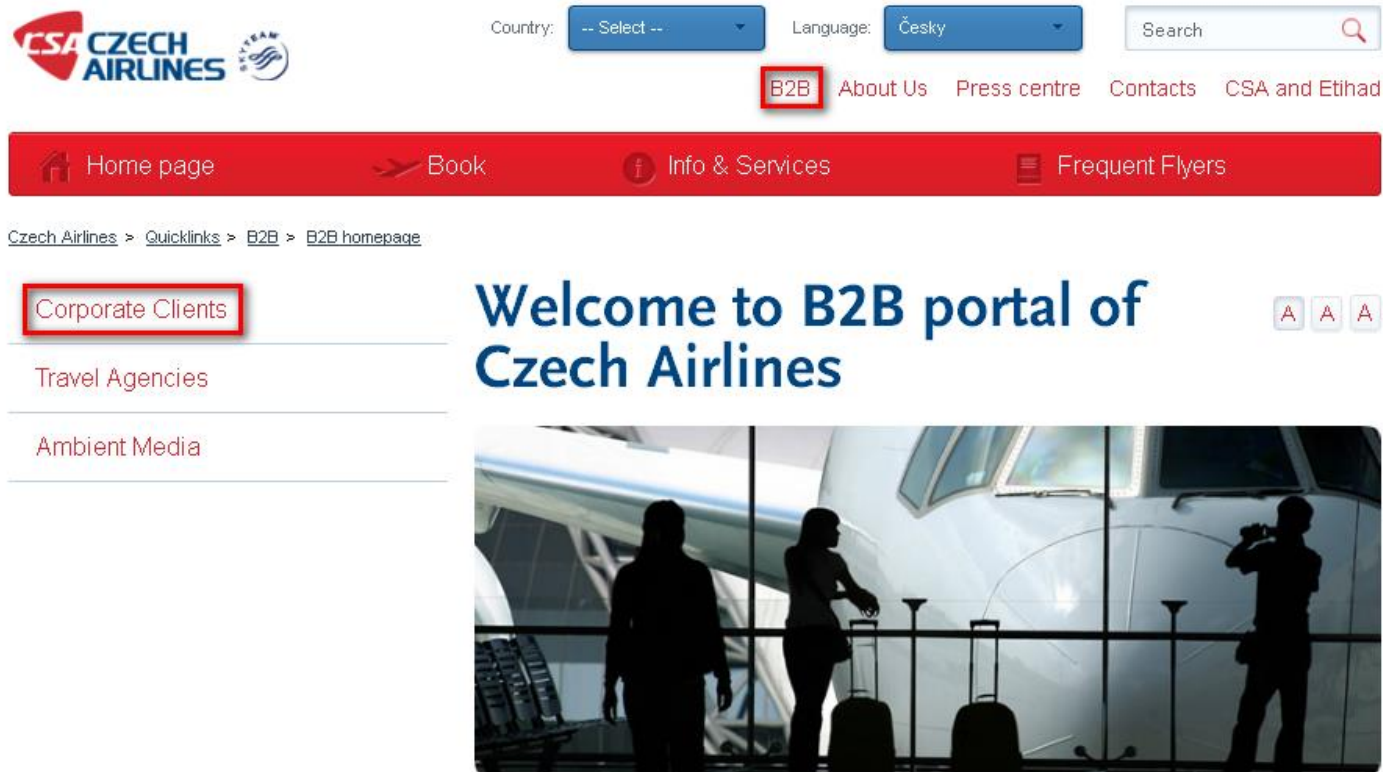 CSA CZECH AIRLINES SKYTEAM
Country: -- Select -- Language: Česky Search
B2B About Us Press centre Contacts CSA and Etihad
Home page Book Info & Services Frequent Flyers
Czech Airlines > Quicklinks > B2B > B2B homepage
Corporate Clients
Travel Agencies
Ambient Media
Welcome to B2B portal of
Czech Airlines
A A A